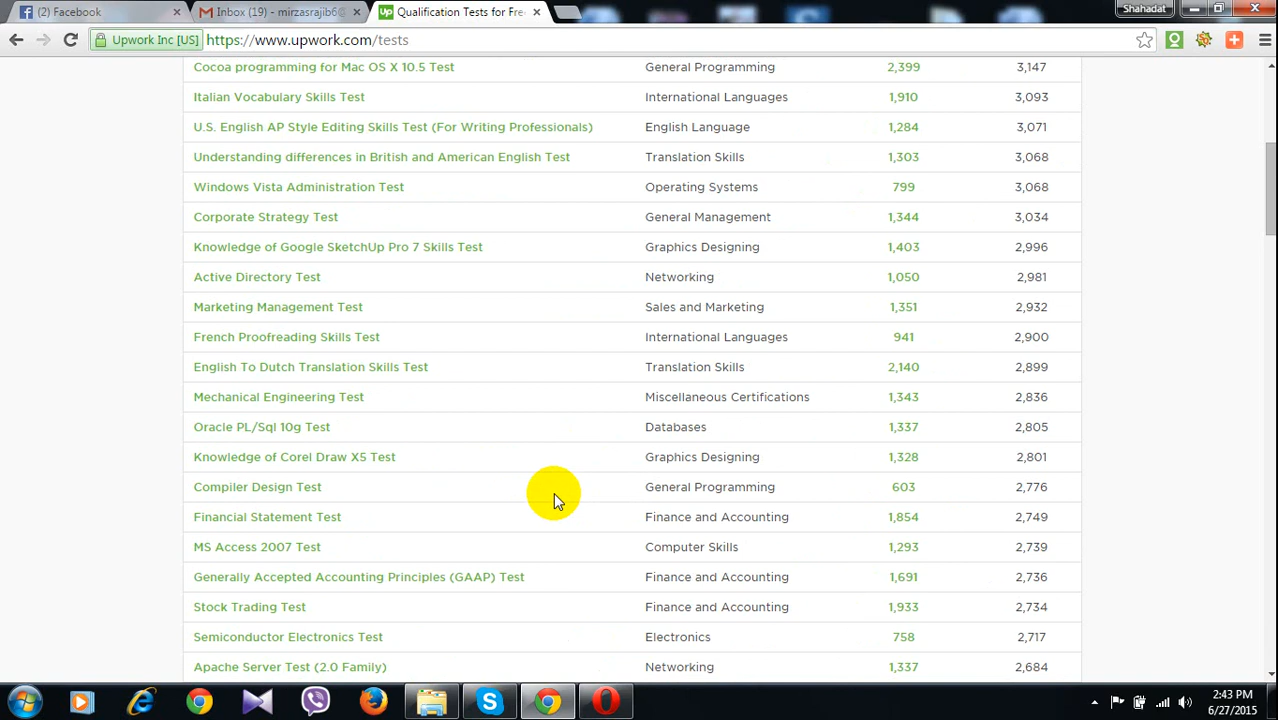 (2) Facebook
Inbox (19) - mirzasrajib6@
Qualification Tests for Fre
Shahadat
Upwork Inc [US]
https://www.upwork.com/tests
Cocoa programming for Mac OS X 10.5 Test General Programming 2,399 3,147
Italian Vocabulary Skills Test International Languages 1,910 3,093
U.S. English AP Style Editing Skills Test (For Writing Professionals) English Language 1,284 3,071
Understanding differences in British and American English Test Translation Skills 1,303 3,068
Windows Vista Administration Test Operating Systems 799 3,068
Corporate Strategy Test General Management 1,344 3,034
Knowledge of Google SketchUp Pro 7 Skills Test Graphics Designing 1,403 2,996
Active Directory Test Networking 1,050 2,981
Marketing Management Test Sales and Marketing 1,351 2,932
French Proofreading Skills Test International Languages 941 2,900
English To Dutch Translation Skills Test Translation Skills 2,140 2,899
Mechanical Engineering Test Miscellaneous Certifications 1,343 2,836
Oracle PL/Sql 10g Test Databases 1,337 2,805
Knowledge of Corel Draw X5 Test Graphics Designing 1,328 2,801
Compiler Design Test General Programming 603 2,776
Financial Statement Test Finance and Accounting 1,854 2,749
MS Access 2007 Test Computer Skills 1,293 2,739
Generally Accepted Accounting Principles (GAAP) Test Finance and Accounting 1,691 2,736
Stock Trading Test Finance and Accounting 1,933 2,734
Semiconductor Electronics Test Electronics 758 2,717
Apache Server Test (2.0 Family) Networking 1,337 2,684
2:43 PM
6/27/2015